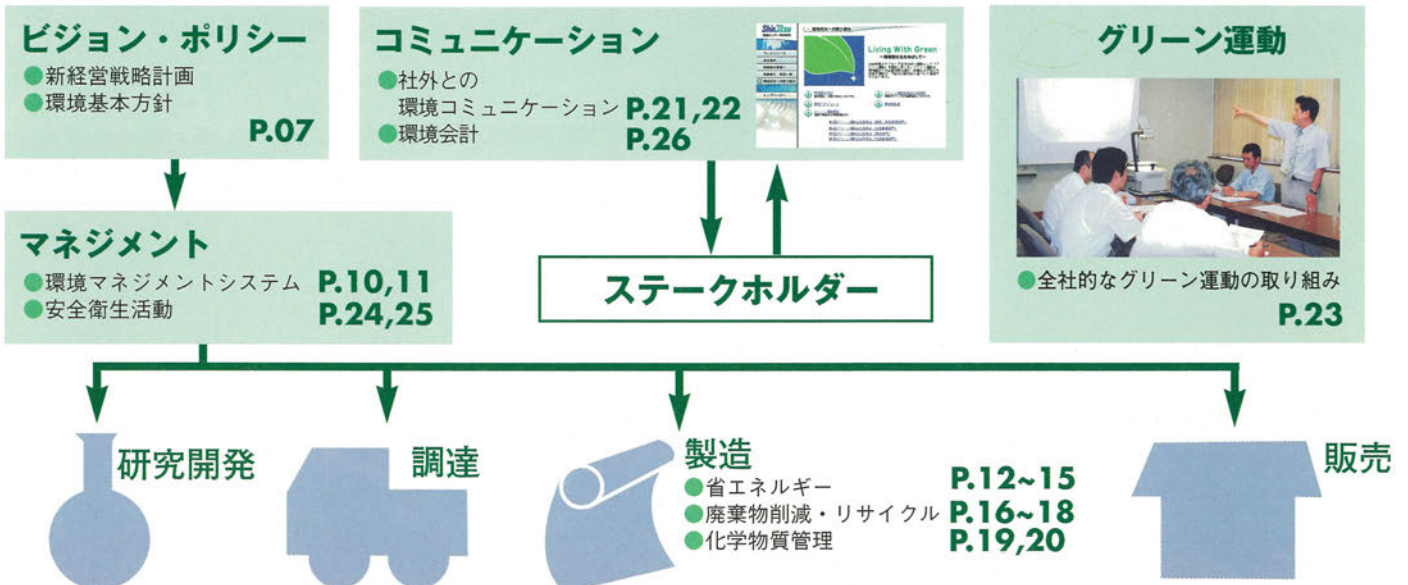 ビジョン・ポリシー
●新経営戦略計画
●環境基本方針
P.07
コミュニケーション
●社外との
環境コミュニケーション P.21,22
●環境会計 P.26
Living With Green
グリーン運動
●全社的なグリーン運動の取り組み
P.23
マネジメント
●環境マネジメントシステム P.10,11
●安全衛生活動 P.24,25
ステークホルダー
研究開発
調達
製造
●省エネルギー P.12~15
●廃棄物削減・リサイクル P.16~18
●化学物質管理 P.19,20
販売